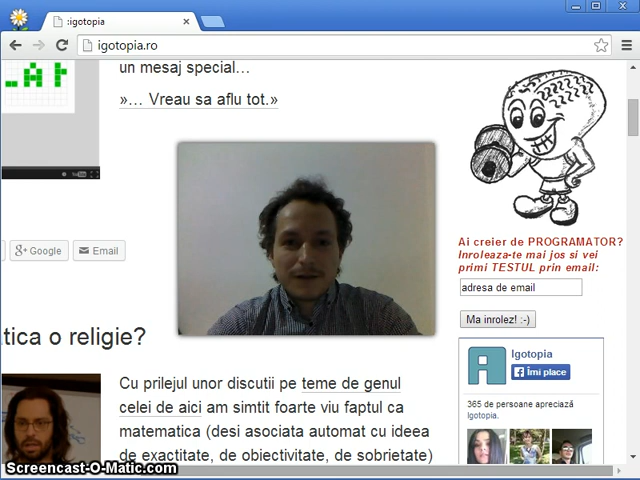 :igotopia
igotopia.ro
un mesaj special…
»… Vreau sa aflu tot.»
You Tube
Google
Email
tica o religie?
Cu prilejul unor discutii pe teme de genul
celei de aici am simtit foarte viu faptul ca
matematica (desi asociata automat cu ideea
de exactitate, de obiectivitate, de sobrietate)
Ai creier de PROGRAMATOR?
Inroleaza-te mai jos si vei
primi TESTUL prin email:
adresa de email
Ma inrolez! :-)
Igotopia
Îmi place
365 de persoane apreciază
Igotopia.
Screencast-O-Matic.com